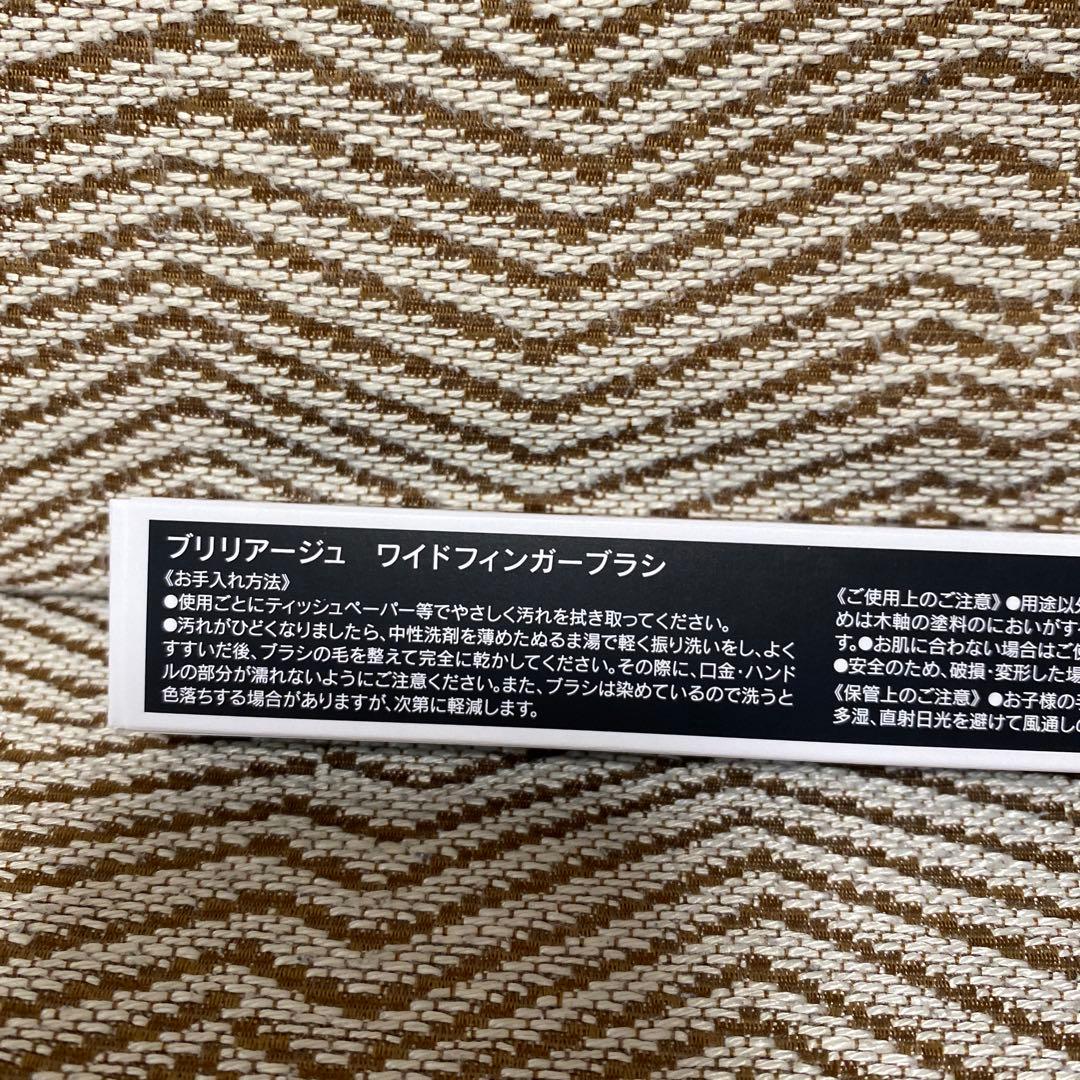 ブリリアージュ ワイドフィンガーブラシ
《お手入れ方法》
●使用ごとにティッシュペーパー等でやさしく汚れを拭き取ってください。
●汚れがひどくなりましたら、中性洗剤を薄めたぬるま湯で軽く振り洗いをし、よく
すすいだ後、ブラシの毛を整えて完全に乾かしてください。その際に、口金・ハンド
ルの部分が濡れないようにご注意ください。また、ブラシは染めているので洗うと
色落ちする場合がありますが、次第に軽減します。
《ご使用上のご注意》●用途以
めは木軸の塗料のにおいがす
す。●お肌に合わない場合はご使
●安全のため、破損・変形した場
《保管上のご注意》●お子様の
多湿、直射日光を避けて風通し